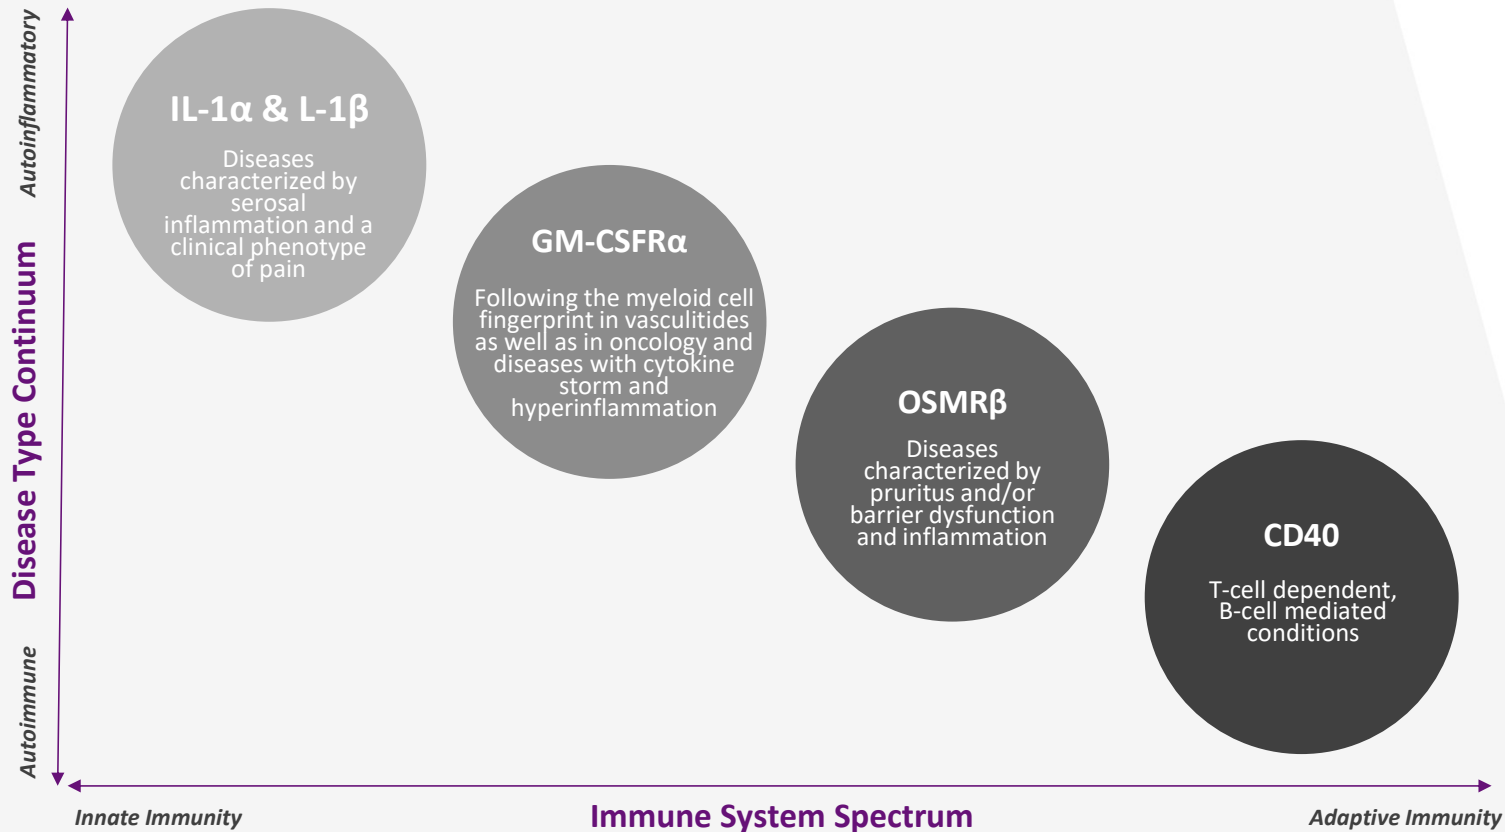 Autoinflammatory
Disease Type Continuum
Autoimmune
IL-1α & L-1β
Diseases
characterized by
serosal
inflammation and a
clinical phenotype
of pain
GM-CSFRα
Following the myeloid cell
fingerprint in vasculitides
as well as in oncology and
diseases with cytokine
storm and
hyperinflammation
OSMRβ
Diseases
characterized by
pruritus and/or
barrier dysfunction
and inflammation
CD40
T-cell dependent,
B-cell mediated
conditions
Innate Immunity
Immune System Spectrum
Adaptive Immunity